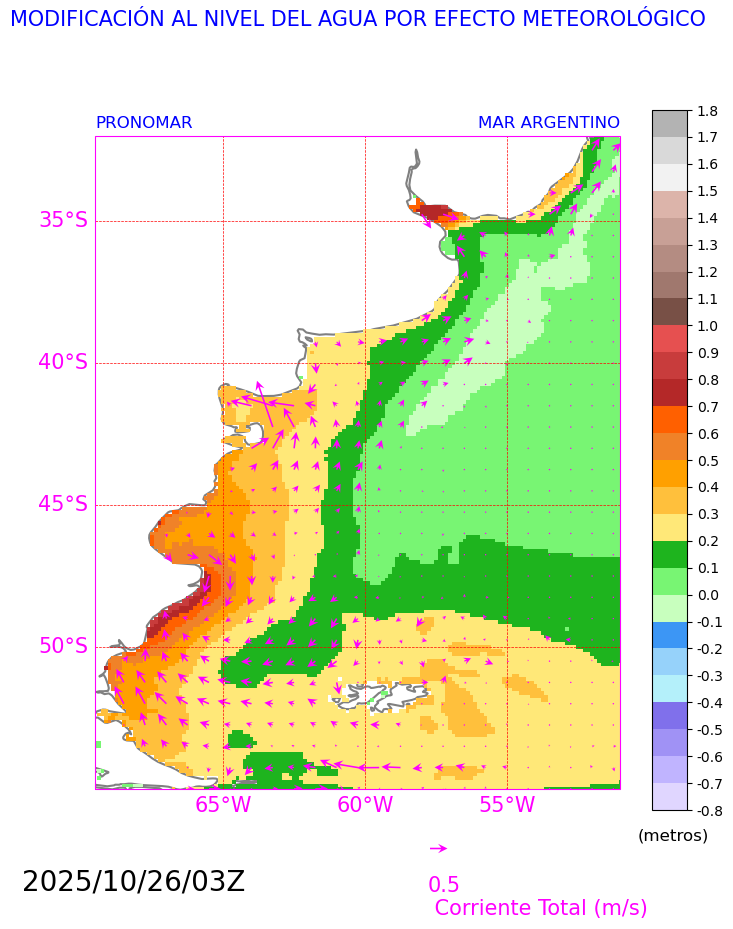 MODIFICACIÓN AL NIVEL DEL AGUA POR EFECTO METEOROLÓGICO
PRONOMAR MAR ARGENTINO
35°S
40°S
45°S
50°S
65°W 60°W 55°W
1.8
1.7
1.6
1.5
1.4
1.3
1.2
1.1
1.0
0.9
0.8
0.7
0.6
0.5
0.4
0.3
0.2
0.1
0.0
-0.1
-0.2
-0.3
-0.4
-0.5
-0.6
-0.7
-0.8
(metros)
2025/10/26/03Z
0.5
Corriente Total (m/s)